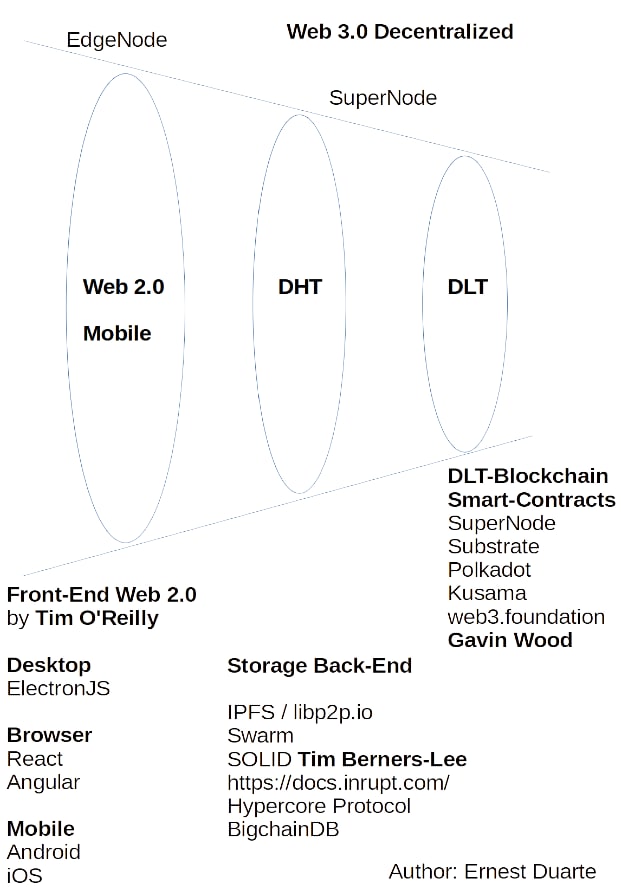 EdgeNode
Web 3.0 Decentralized
SuperNode
Web 2.0
Mobile
DHT
DLT
DLT-Blockchain
Smart-Contracts
SuperNode
Substrate
Polkadot
Kusama
web3.foundation
Gavin Wood
Front-End Web 2.0
by Tim O'Reilly
Desktop
ElectronJS
Browser
React
Angular
Mobile
Android
iOS
Storage Back-End
IPFS / libp2p.io
Swarm
SOLID Tim Berners-Lee
https://docs.inrupt.com/
Hypercore Protocol
BigchainDB
Author: Ernest Duarte